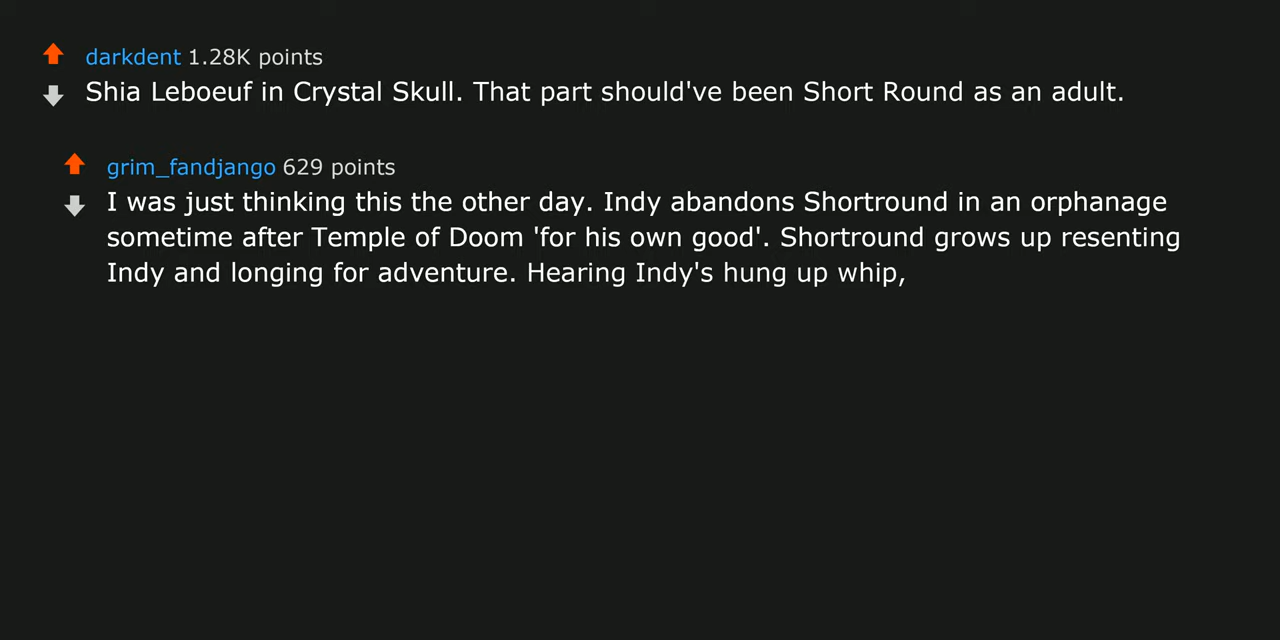 darkdent 1.28K points
Shia Leboeuf in Crystal Skull. That part should've been Short Round as an adult.
grim_fandjango 629 points
I was just thinking this the other day. Indy abandons Shortround in an orphanage
sometime after Temple of Doom 'for his own good'. Shortround grows up resenting
Indy and longing for adventure. Hearing Indy's hung up whip,